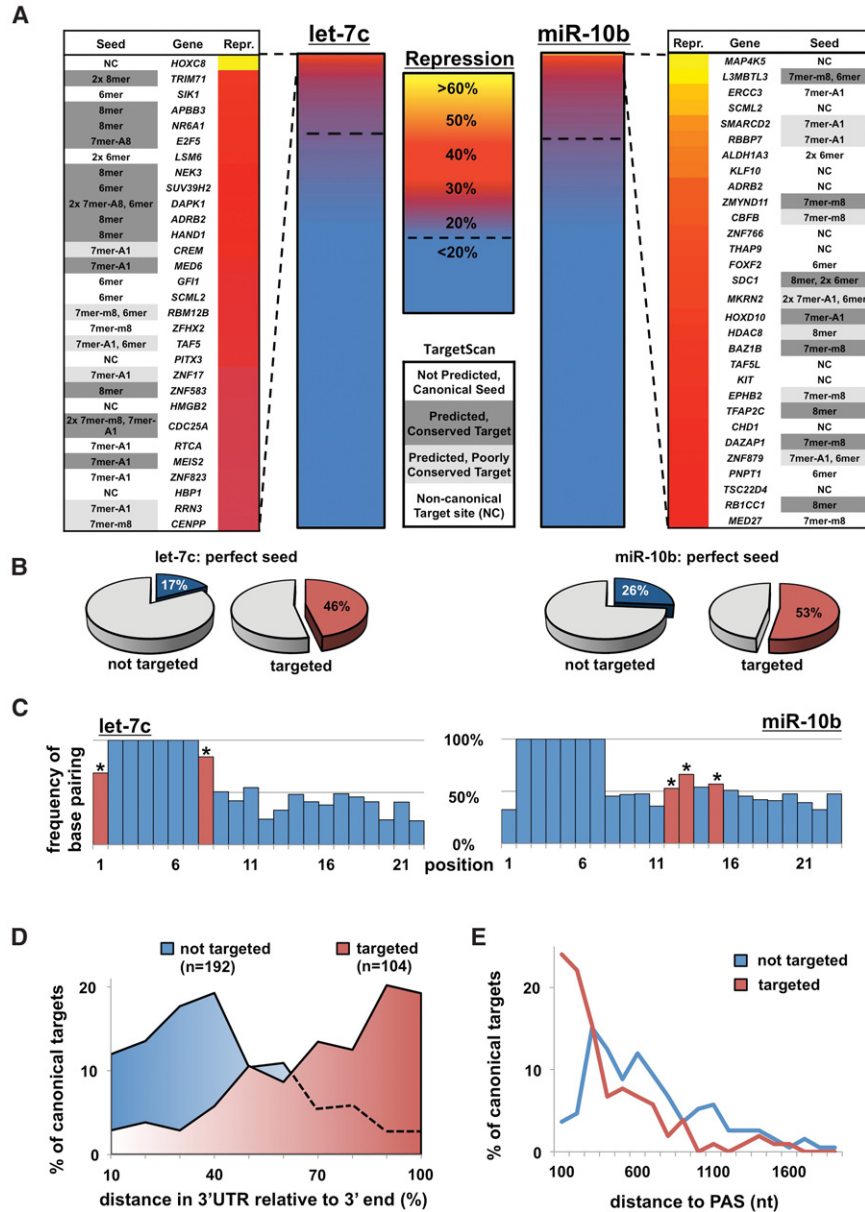 A
let-7c
miR-10b
Seed Gene Repr.
NC HOXC8
2x 8mer TRIM71
6mer SIK1
8mer APBB3
8mer NR6A1
7mer-A8 E2F5
2x 6mer LSM6
8mer NEK3
6mer SUV39H2
2x 7mer-A8, 6mer DAPK1
8mer ADRB2
8mer HAND1
7mer-A1 CREM
7mer-A1 MED6
6mer GFI1
6mer SCML2
7mer-m8, 6mer RBM12B
7mer-m8 ZFHX2
7mer-A1, 6mer TAF5
NC PITX3
7mer-A1 ZNF17
8mer ZNF583
NC HMGB2
2x 7mer-m8, 7mer-A1 CDC25A
7mer-A1 RTCA
7mer-A1 MEIS2
7mer-A1 ZNF823
NC HBP1
7mer-A1 RRN3
7mer-m8 CENPP
Repression
>60%
50%
40%
30%
20%
<20%
TargetScan
Not Predicted,
Canonical Seed
Predicted,
Conserved Target
Predicted, Poorly
Conserved Target
Non-canonical
Target site (NC)
Repr. Gene Seed
MAP4K5 NC
L3MBTL3 7mer-m8, 6mer
ERCC3 7mer-A1
SCML2 NC
SMARCD2 7mer-A1
RBBP7 7mer-A1
ALDH1A3 2x 6mer
KLF10 NC
ADRB2 NC
ZMYND11 7mer-m8
CBFB 7mer-m8
ZNF766 NC
THAP9 NC
FOXF2 6mer
SDC1 8mer, 2x 6mer
MKRN2 2x 7mer-A1, 6mer
HOXD10 7mer-A1
HDAC8 8mer
BAZ1B 7mer-m8
TAF5L NC
KIT NC
EPHB2 7mer-m8
TFAP2C 8mer
CHD1 NC
DAZAP1 7mer-m8
ZNF879 7mer-A1, 6mer
PNPT1 6mer
TSC22D4 NC
RB1CC1 8mer
MED27 7mer-m8
B
let-7c: perfect seed
17%
46%
not targeted targeted
miR-10b: perfect seed
26%
53%
not targeted targeted
C
let-7c
miR-10b
frequency of
base pairing
* *
* * *
100%
50%
0%
1 6 11 16 21
position
1 6 11 16 21
D
not targeted
(n=192)
targeted
(n=104)
% of canonical targets
20
10
0
10 40 70 100
distance in 3'UTR relative to 3' end (%)
E
not targeted
targeted
% of canonical targets
20
10
0
100 600 1100 1600
distance to PAS (nt)